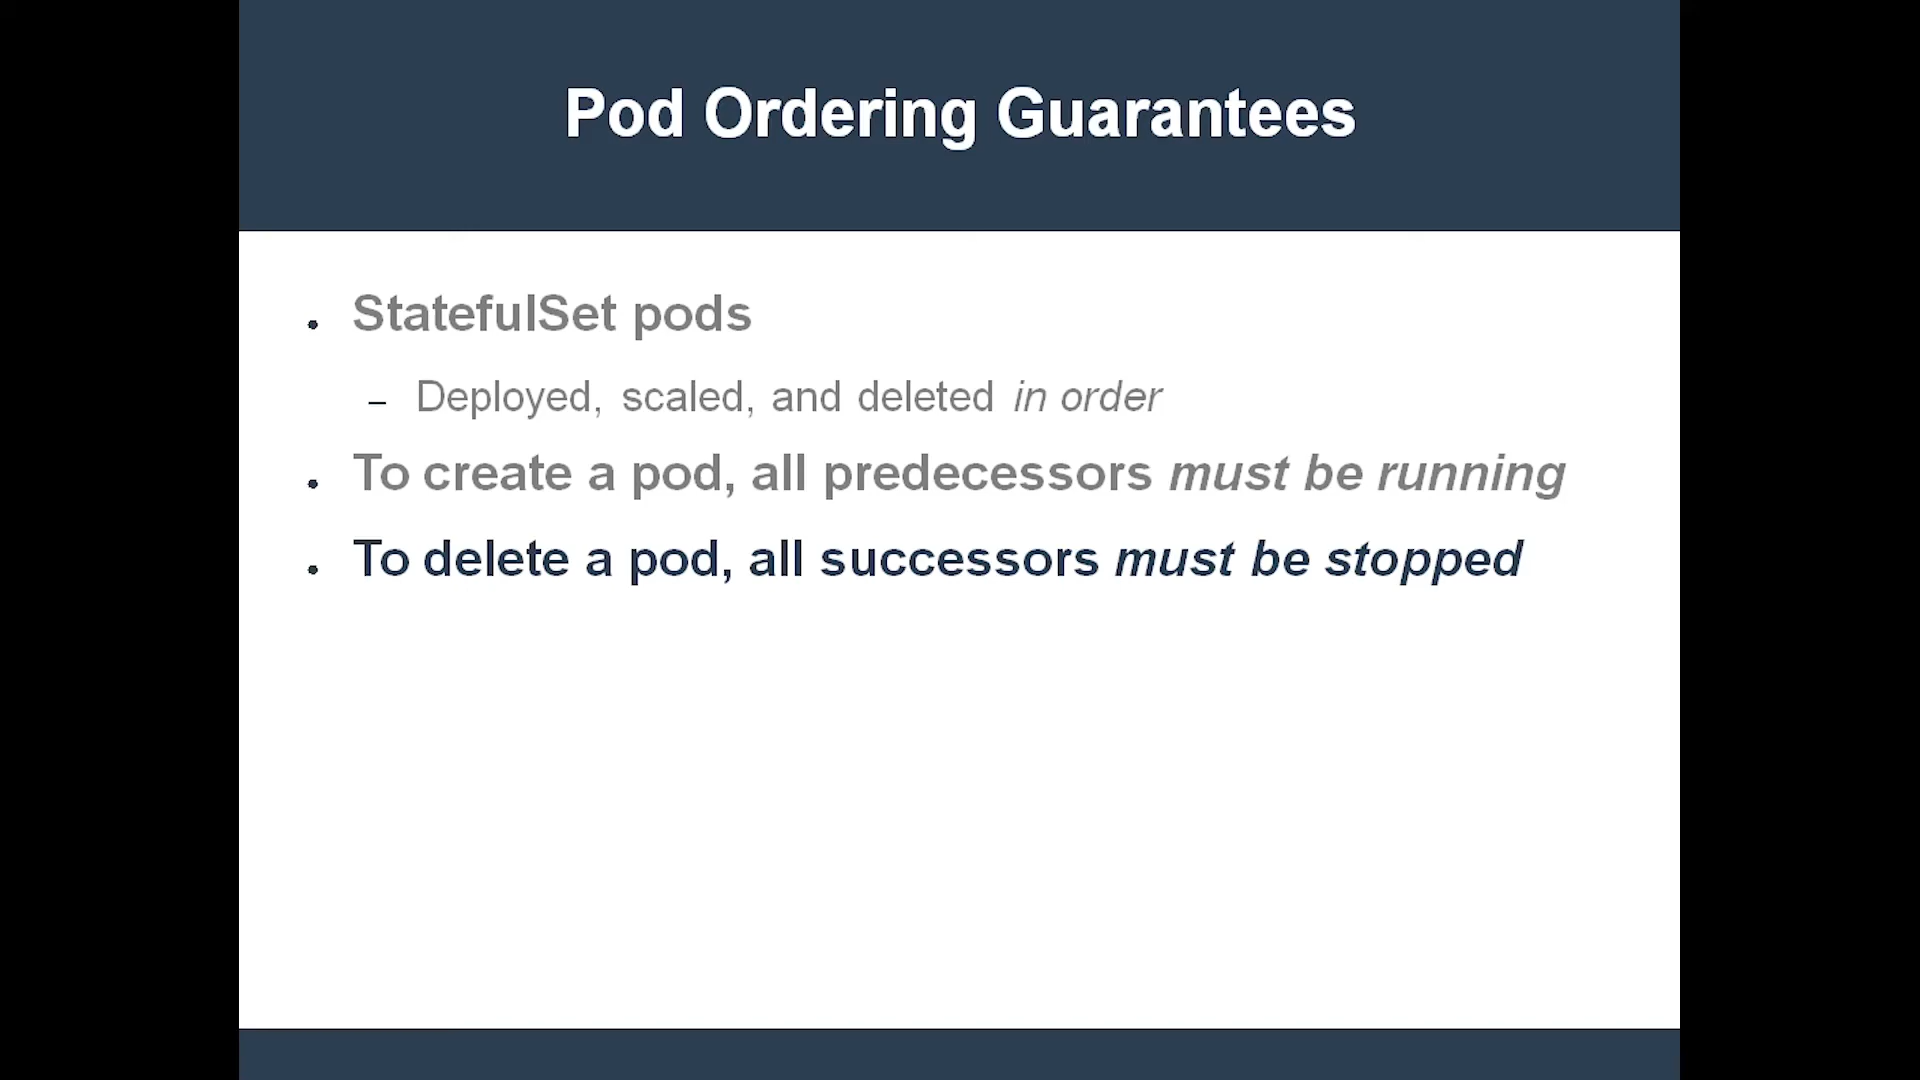 Pod Ordering Guarantees
• StatefulSet pods
– Deployed, scaled, and deleted in order
• To create a pod, all predecessors must be running
• To delete a pod, all successors must be stopped